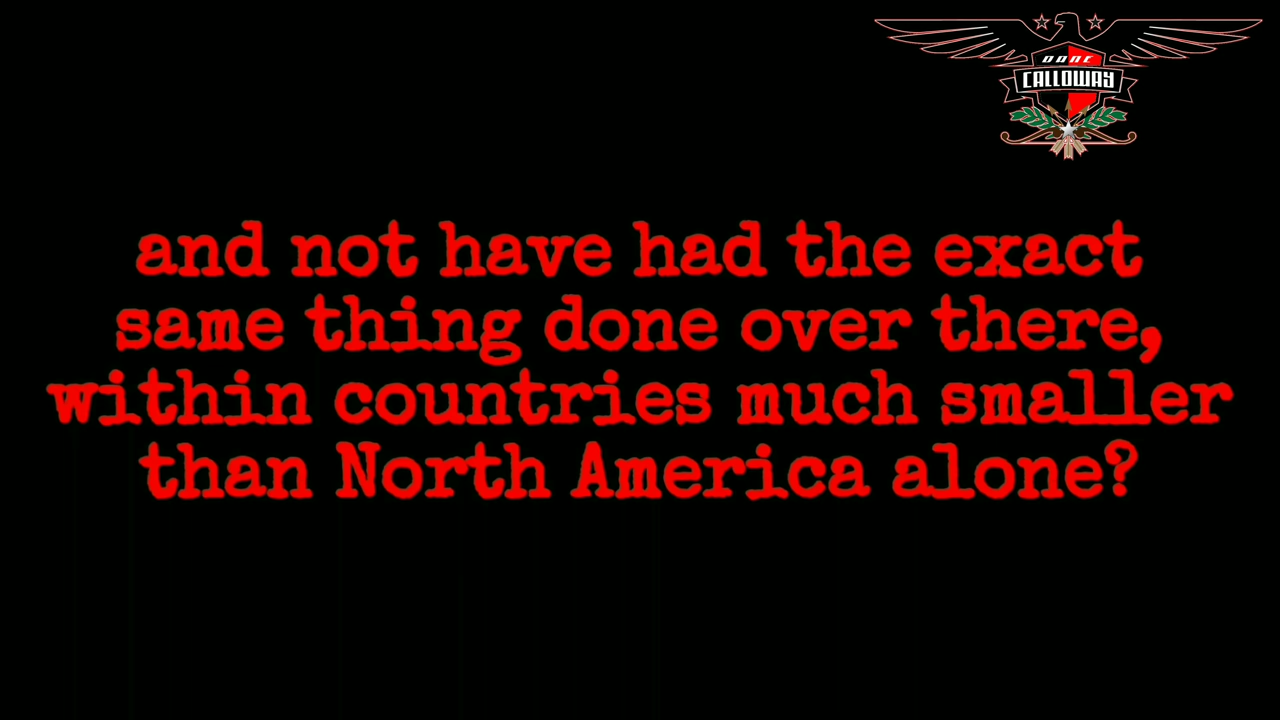 DANE
CALLOWAY
and not have had the exact
same thing done over there,
within countries much smaller
than North America alone?